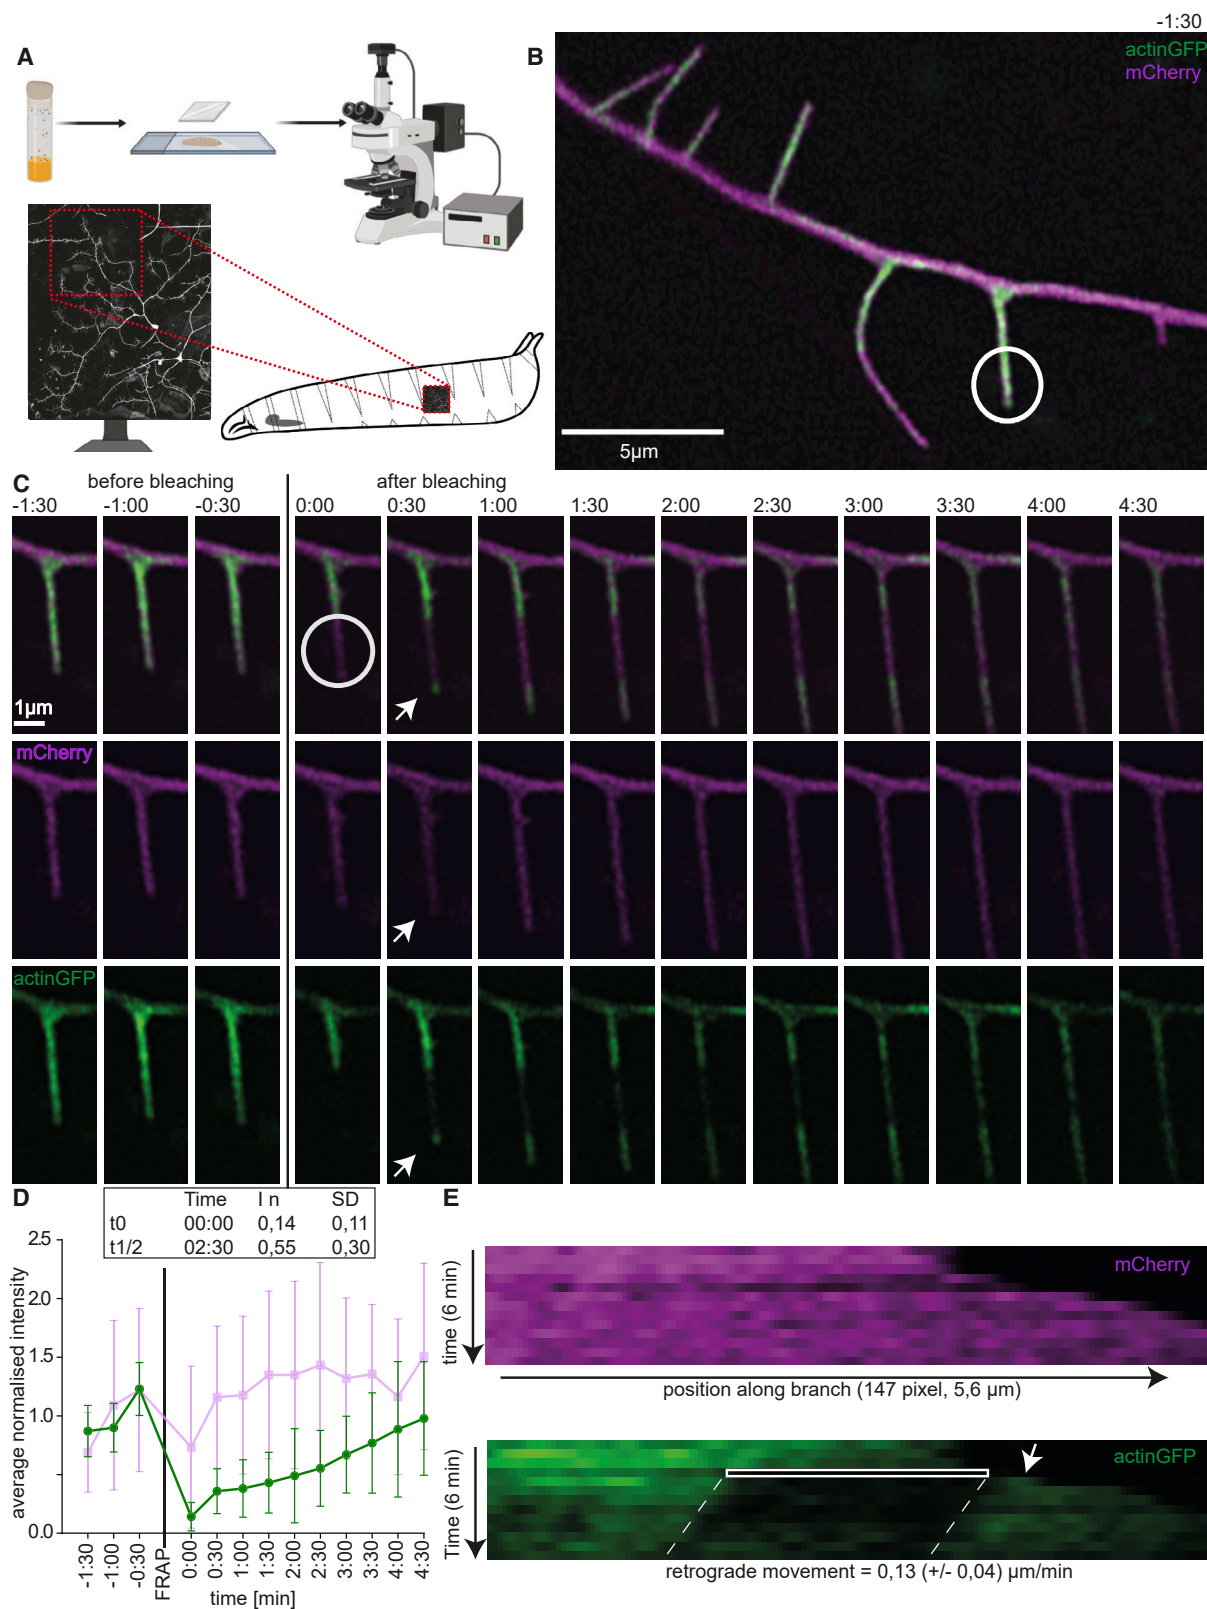 -1:30
A
B
actinGFP
mCherry
5µm
C
before bleaching
after bleaching
-1:30 -1:00 -0:30 0:00 0:30 1:00 1:30 2:00 2:30 3:00 3:30 4:00 4:30
1µm
mCherry
actinGFP
D
Time I n SD
t0 00:00 0,14 0,11
t1/2 02:30 0,55 0,30
average normalised intensity
2.5
2.0
1.5
1.0
0.0
-1:30 -1:00 -0:30 FRAP 0:00 0:30 1:00 1:30 2:00 2:30 3:00 3:30 4:00 4:30
time [min]
E
mCherry
time (6 min)
position along branch (147 pixel, 5,6 µm)
actinGFP
Time (6 min)
retrograde movement = 0,13 (+/- 0,04) µm/min